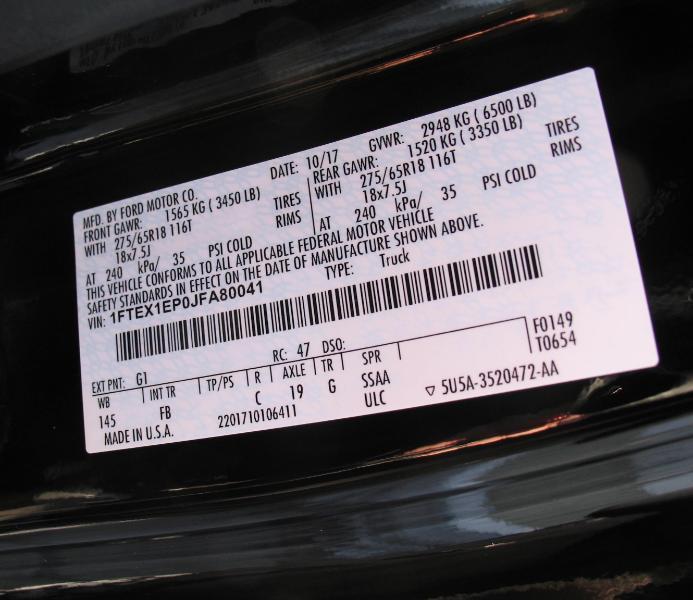 MFD. BY FORD MOTOR CO. DATE: 10/17 GVWR: 2948 KG ( 6500 LB)
FRONT GAWR: 1565 KG ( 3450 LB) REAR GAWR: 1520 KG ( 3350 LB)
WITH 275/65R18 116T TIRES WITH 275/65R18 116T TIRES
18x7.5J RIMS 18x7.5J RIMS
AT 240 kPa/ 35 PSI COLD AT 240 kPa/ 35 PSI COLD
THIS VEHICLE CONFORMS TO ALL APPLICABLE FEDERAL MOTOR VEHICLE
SAFETY STANDARDS IN EFFECT ON THE DATE OF MANUFACTURE SHOWN ABOVE.
VIN: 1FTEX1EP0JFA80041 TYPE: Truck
EXT PNT: G1 RC: 47 DSO: F0149
WB INT TR TP/PS R AXLE TR SPR T0654
145 FB C 19 G SSAA
MADE IN U.S.A. 2201710106411 ULC ▽ 5U5A-3520472-AA